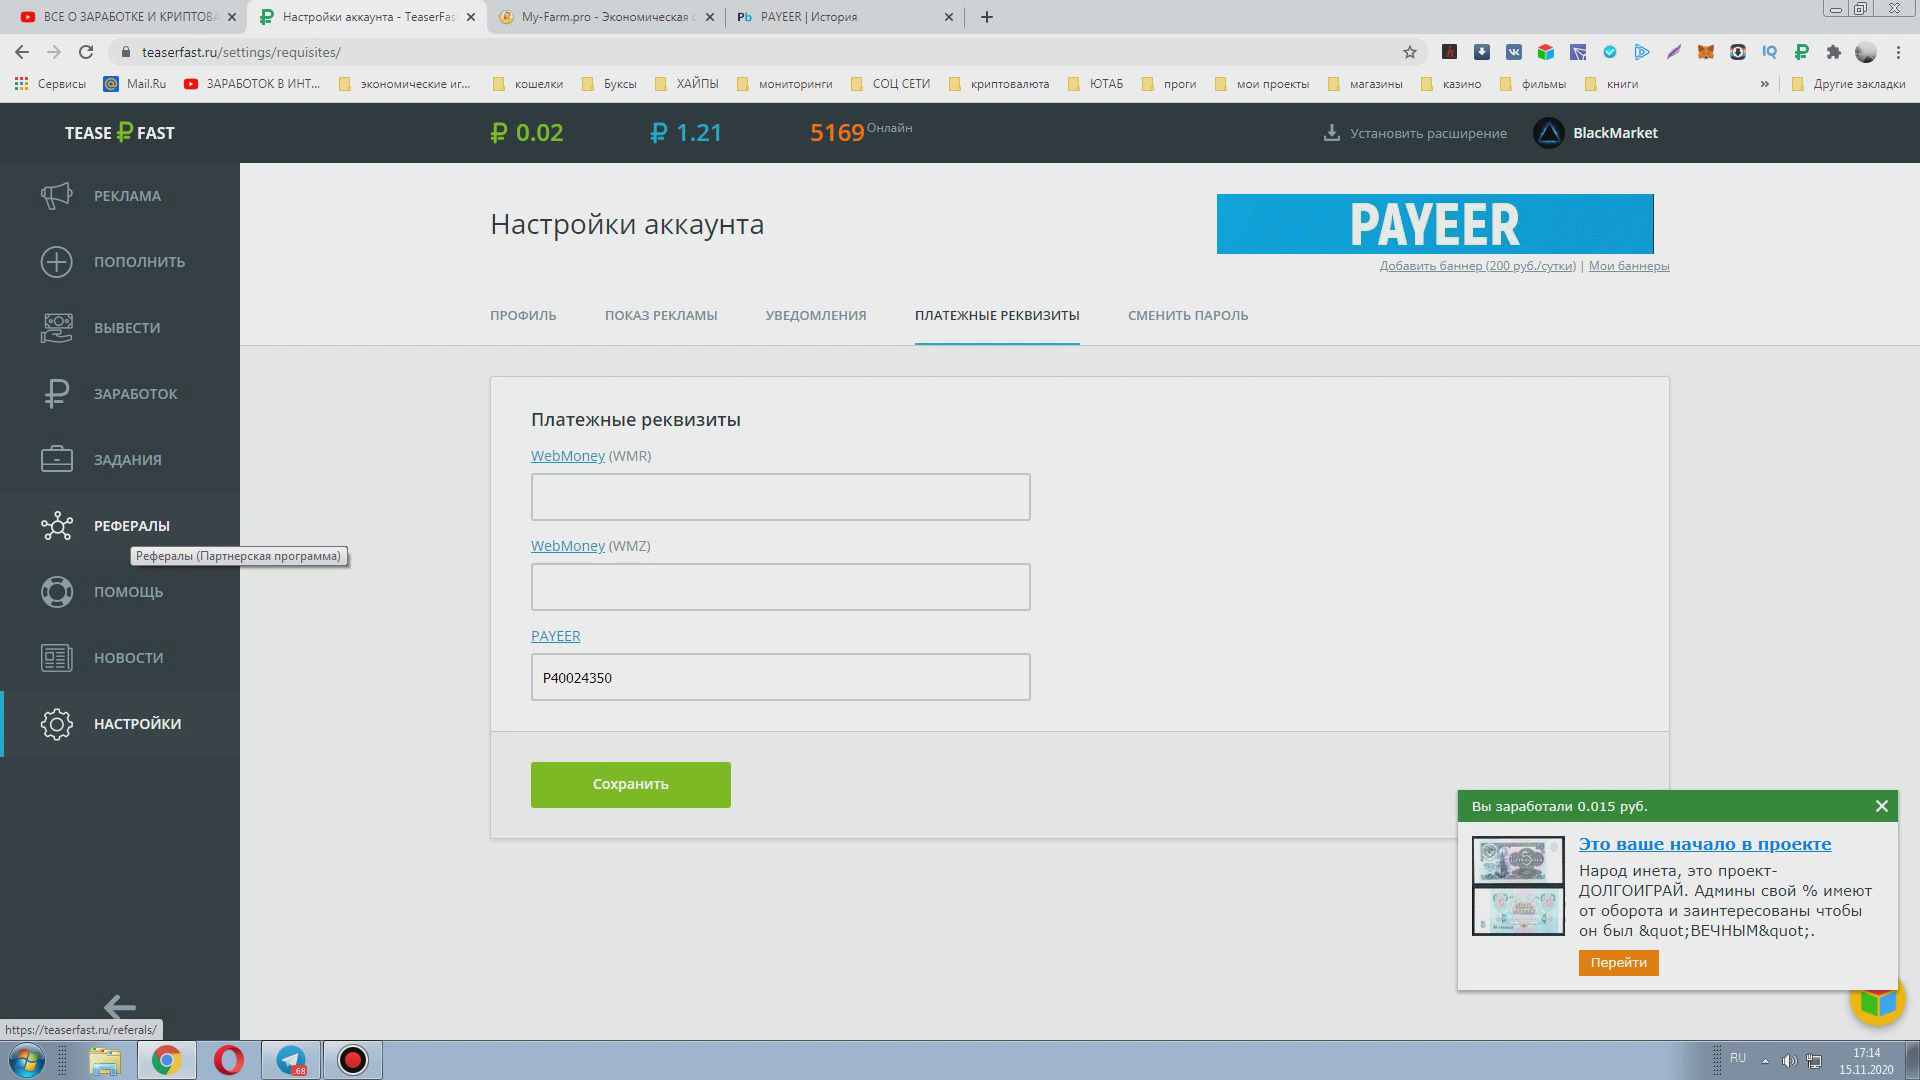 ВСЕ О ЗАРАБОТКЕ И КРИПТОВА
Настройки аккаунта - TeaserFas
My-Farm.pro - Экономическая с
PAYEER | История
teaserfast.ru/settings/requisites/
Сервисы
Mail.Ru
ЗАРАБОТОК В ИНТ...
экономические иг...
кошелки
Буксы
ХАЙПЫ
мониторинги
СОЦ СЕТИ
криптовалюта
ЮТАБ
проги
мои проекты
магазины
казино
фильмы
книги
»
Другие закладки
TEASE ₽ FAST
₽ 0.02
₽ 1.21
5169 Онлайн
Установить расширение
BlackMarket
РЕКЛАМА
ПОПОЛНИТЬ
ВЫВЕСТИ
ЗАРАБОТОК
ЗАДАНИЯ
РЕФЕРАЛЫ
Рефералы (Партнерская программа)
ПОМОЩЬ
НОВОСТИ
НАСТРОЙКИ
Настройки аккаунта
PAYEER
Добавить баннер (200 руб./сутки) | Мои баннеры
ПРОФИЛЬ
ПОКАЗ РЕКЛАМЫ
УВЕДОМЛЕНИЯ
ПЛАТЕЖНЫЕ РЕКВИЗИТЫ
СМЕНИТЬ ПАРОЛЬ
Платежные реквизиты
WebMoney (WMR)
WebMoney (WMZ)
PAYEER
P40024350
Сохранить
Вы заработали 0.015 руб.
Это ваше начало в проекте
Народ инета, это проект-
ДОЛГОИГРАЙ. Админы свой % имеют
от оборота и заинтересованы чтобы
он был &quot;ВЕЧНЫМ&quot;.
Перейти
https://teaserfast.ru/referals/
.68
RU
17:14
15.11.2020